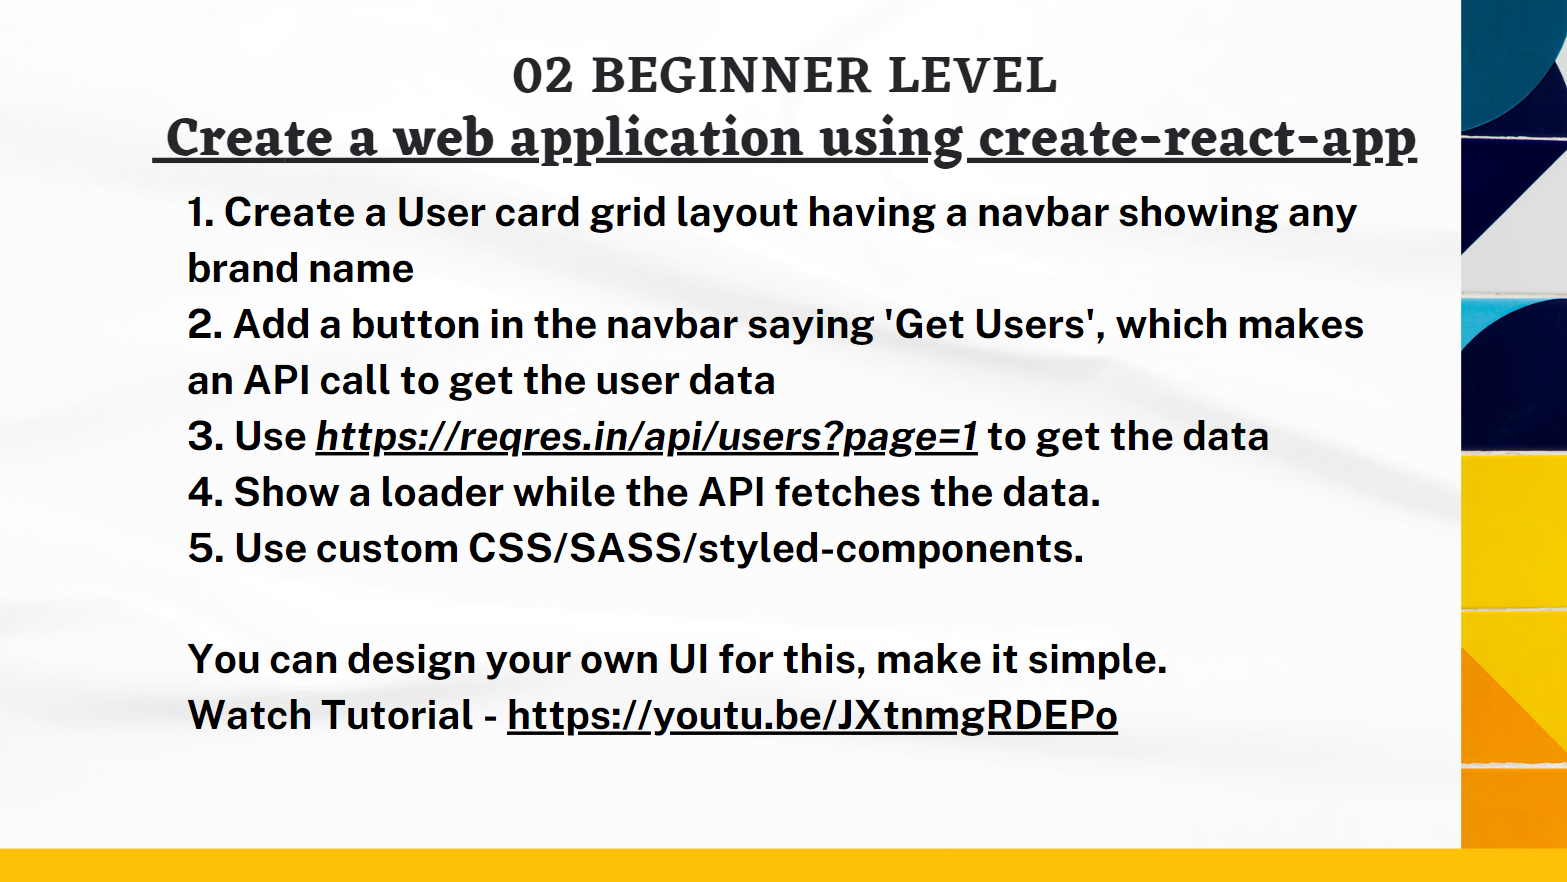 02 BEGINNER LEVEL
Create a web application using create-react-app
1. Create a User card grid layout having a navbar showing any
brand name
2. Add a button in the navbar saying 'Get Users', which makes
an API call to get the user data
3. Use https://reqres.in/api/users?page=1 to get the data
4. Show a loader while the API fetches the data.
5. Use custom CSS/SASS/styled-components.
You can design your own UI for this, make it simple.
Watch Tutorial - https://youtu.be/JXtnmgRDEPo